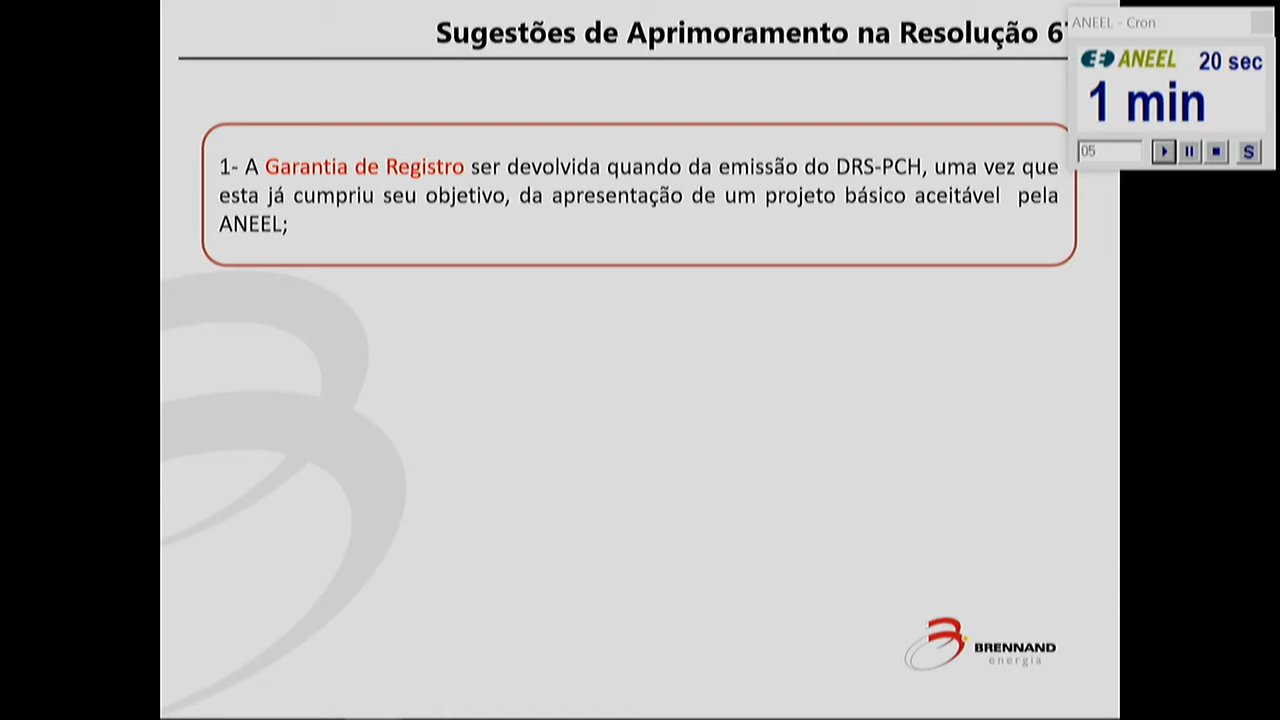 Sugestões de Aprimoramento na Resolução 6
ANEEL - Cron
ANEEL 20 sec
1 min
05
S
1- A Garantia de Registro ser devolvida quando da emissão do DRS-PCH, uma vez que
esta já cumpriu seu objetivo, da apresentação de um projeto básico aceitável pela
ANEEL;
BRENNAND
energia